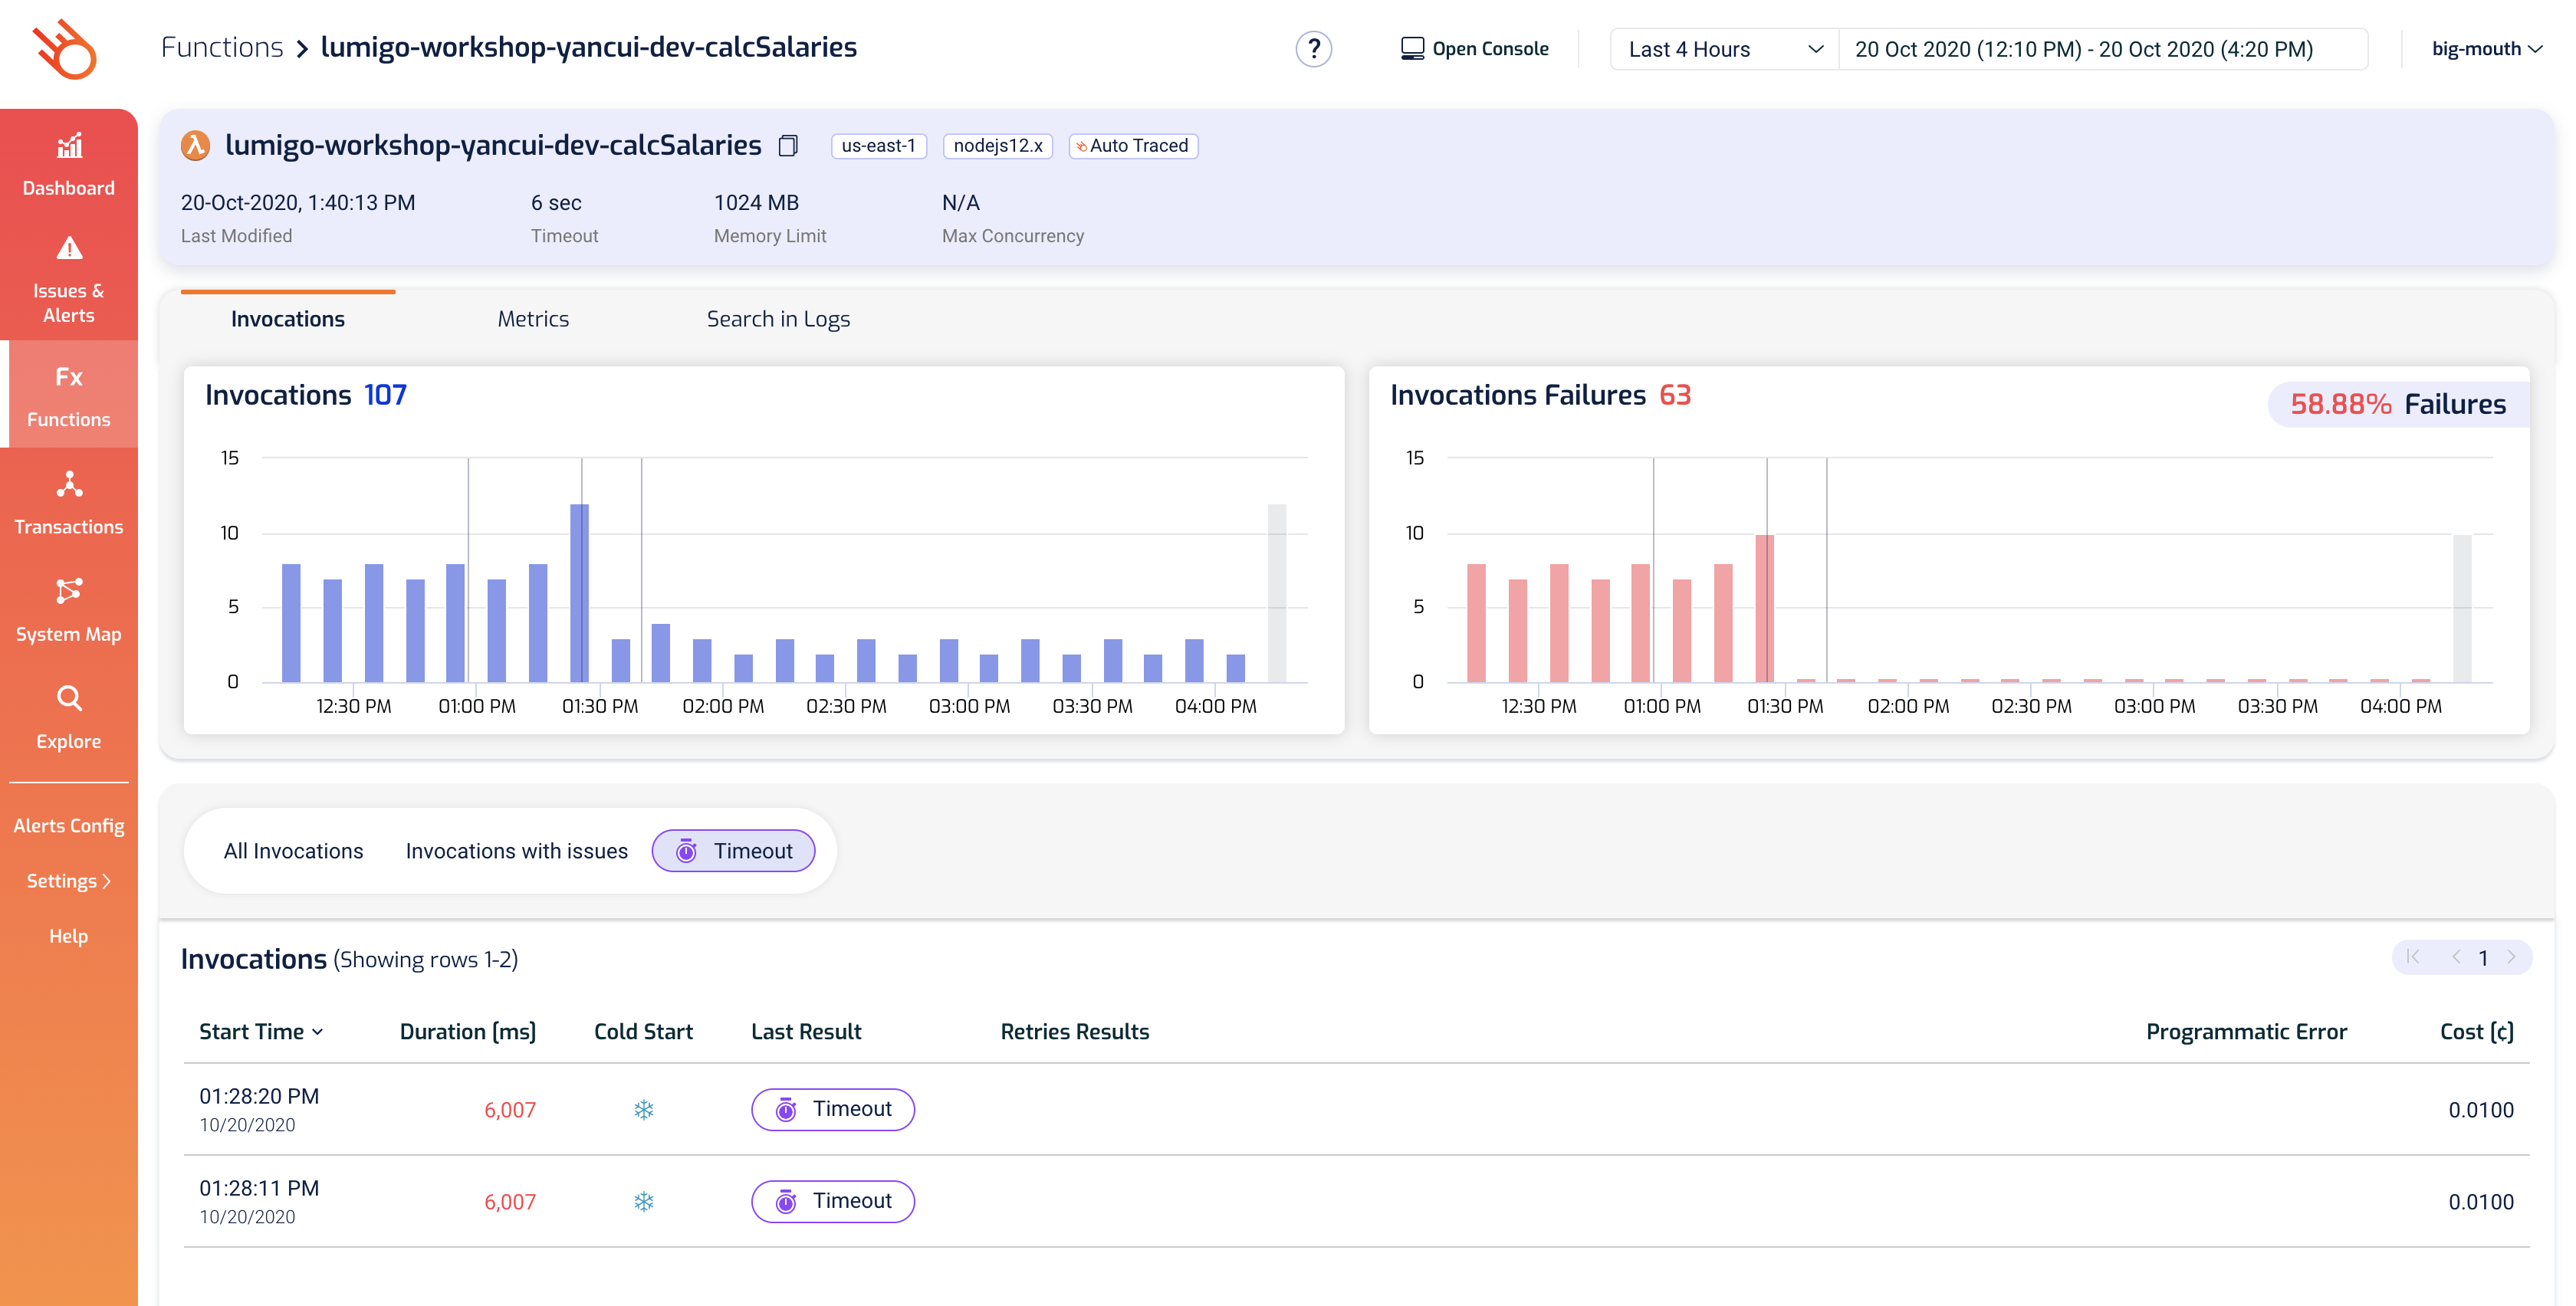 Functions > lumigo-workshop-yancui-dev-calcSalaries
?
Open Console
Last 4 Hours
20 Oct 2020 (12:10 PM) - 20 Oct 2020 (4:20 PM)
big-mouth
Dashboard
Issues &
Alerts
Fx
Functions
Transactions
System Map
Explore
Alerts Config
Settings >
Help
λ lumigo-workshop-yancui-dev-calcSalaries
us-east-1
nodejs12.x
Auto Traced
20-Oct-2020, 1:40:13 PM
Last Modified
6 sec
Timeout
1024 MB
Memory Limit
N/A
Max Concurrency
Invocations
Metrics
Search in Logs
Invocations 107
15
10
5
0
12:30 PM 01:00 PM 01:30 PM 02:00 PM 02:30 PM 03:00 PM 03:30 PM 04:00 PM
Invocations Failures 63
58.88% Failures
15
10
5
0
12:30 PM 01:00 PM 01:30 PM 02:00 PM 02:30 PM 03:00 PM 03:30 PM 04:00 PM
All Invocations
Invocations with issues
Timeout
Invocations (Showing rows 1-2)
1
Start Time Duration [ms] Cold Start Last Result Retries Results Programmatic Error Cost [¢]
01:28:20 PM
10/20/2020
6,007
Timeout
0.0100
01:28:11 PM
10/20/2020
6,007
Timeout
0.0100